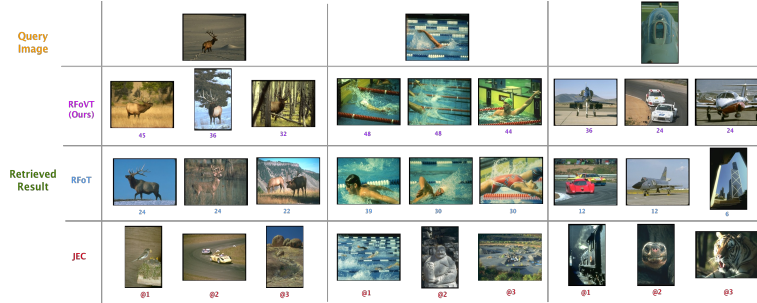 Query
Image
RFoVT
(Ours)
45 36 32 48 48 44 36 24 24
Retrieved
Result
RFoT
24 24 22 30 30 30 12 12 6
JEC
@1 @2 @3 @1 @2 @3 @1 @2 @3